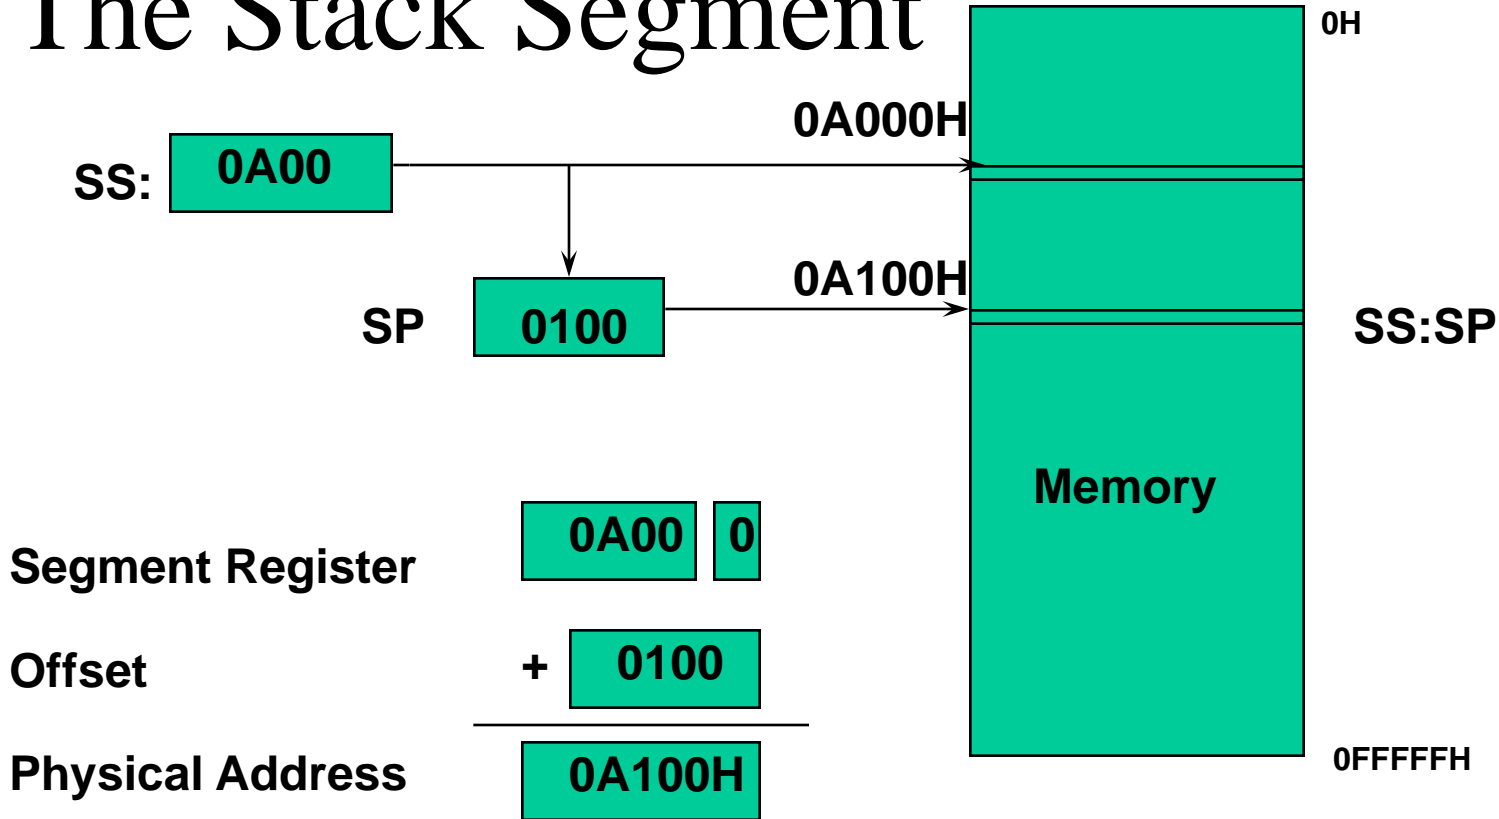 The Stack Segment
0H
0A000H
SS: 0A00
0A100H
SP 0100 SS:SP
Memory
Segment Register 0A00 0
Offset + 0100
Physical Address 0A100H
0FFFFFH